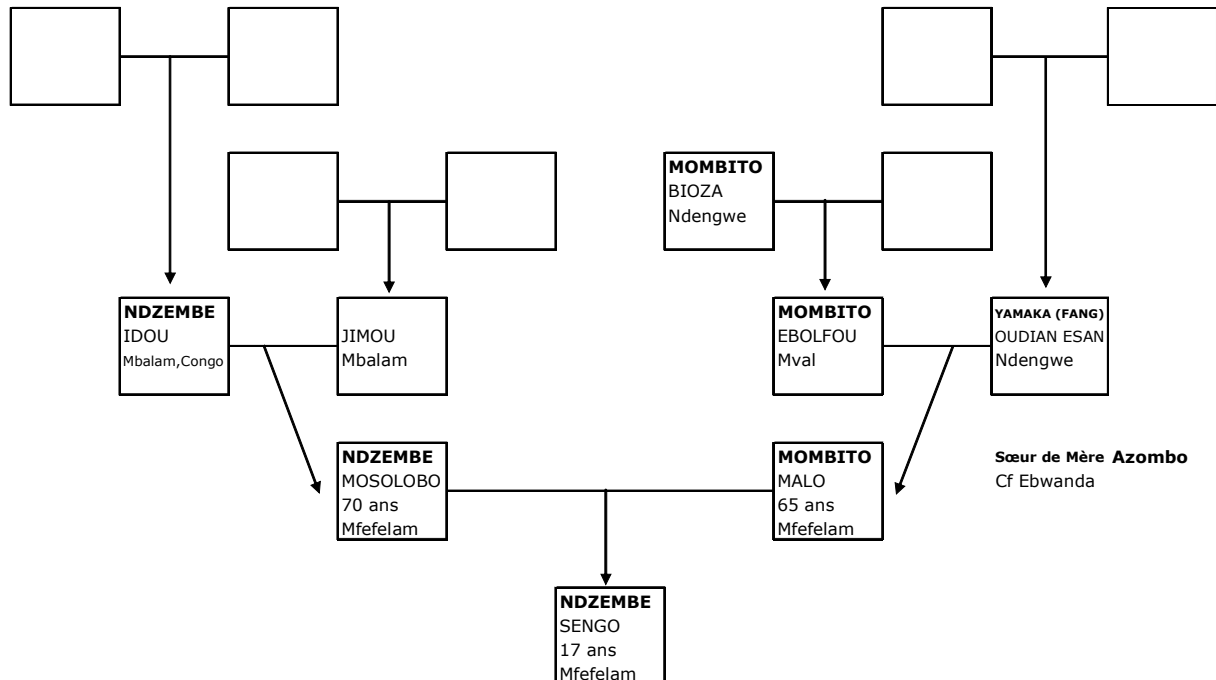 MOMBITO
BIOZA
Ndengwe
NDZEMBE
IDOU
Mbalam,Congo
JIMOU
Mbalam
MOMBITO
EBOLFOU
Mval
YAMAKA (FANG)
OUDIAN ESAN
Ndengwe
NDZEMBE
MOSOLOBO
70 ans
Mfefelam
MOMBITO
MALO
65 ans
Mfefelam
Sœur de Mère Azombo
Cf Ebwanda
NDZEMBE
SENGO
17 ans
Mfefelam